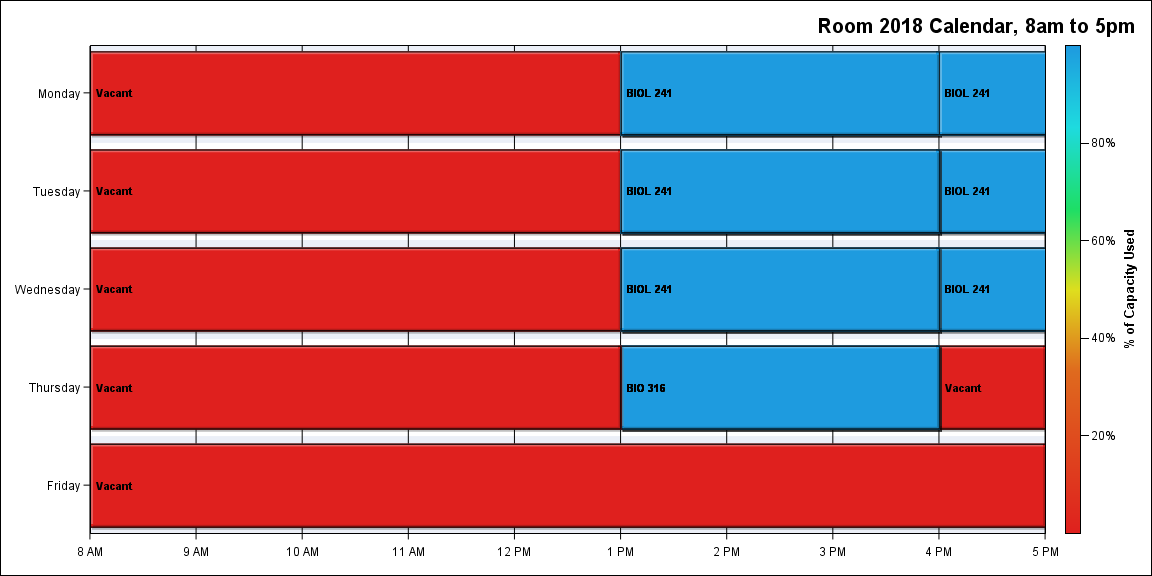 Room 2018 Calendar, 8am to 5pm
Monday
Vacant
BIOL 241
BIOL 241
Tuesday
Vacant
BIOL 241
BIOL 241
Wednesday
Vacant
BIOL 241
BIOL 241
Thursday
Vacant
BIO 316
Vacant
Friday
Vacant
8 AM
9 AM
10 AM
11 AM
12 PM
1 PM
2 PM
3 PM
4 PM
5 PM
80%
60%
40%
20%
% of Capacity Used